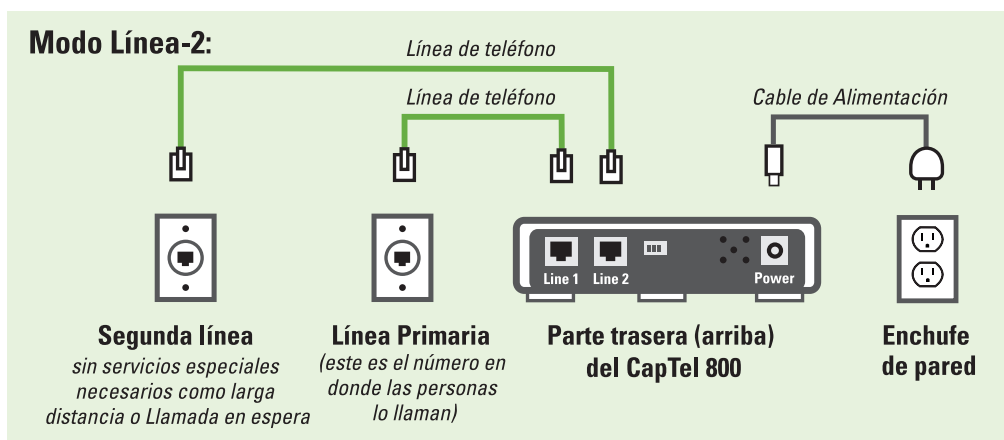 Modo Línea-2:
Línea de teléfono
Línea de teléfono
Cable de Alimentación
Line 1
Line 2
Power
Segunda línea
sin servicios especiales
necesarios como larga
distancia o Llamada en espera
Línea Primaria
(este es el número en
donde las personas
lo llaman)
Parte trasera (arriba)
del CapTel 800
Enchufe
de pared